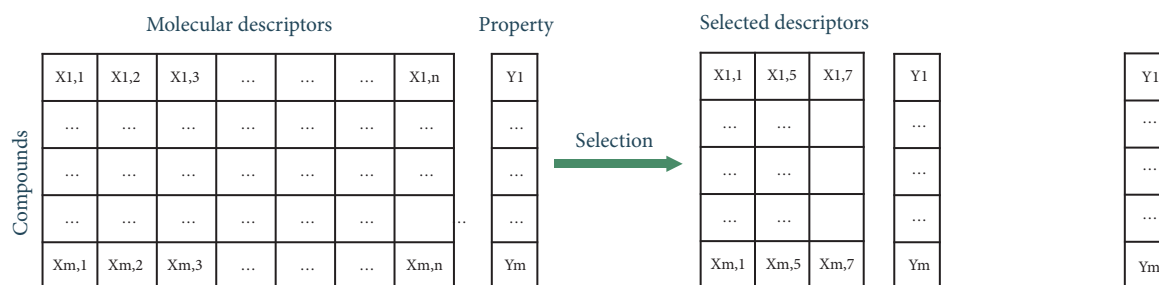 Molecular descriptors Property Selected descriptors
X1,1 X1,2 X1,3 ... ... ... X1,n Y1 X1,1 X1,5 X1,7 Y1 Y1
... ... ... ... ... ... ... ... ... ... ... ...
Selection
Compounds
... ... ... ... ... ... ... ... ... ... ... ...
... ... ... ... ... ... .. ... ... ... ... ...
Xm,1 Xm,2 Xm,3 ... ... ... Xm,n Ym Xm,1 Xm,5 Xm,7 Ym Ym